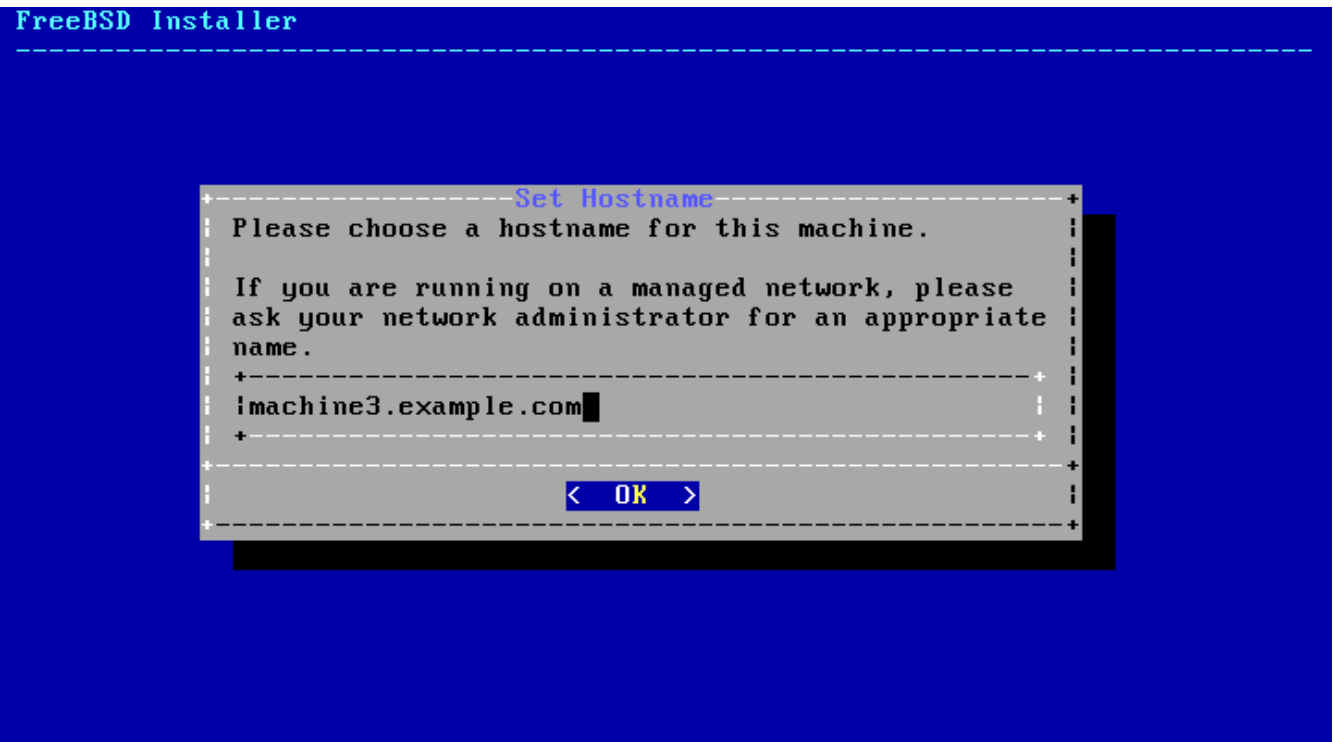 FreeBSD Installer
Set Hostname
Please choose a hostname for this machine.
If you are running on a managed network, please
ask your network administrator for an appropriate
name.
machine3.example.com
< OK >